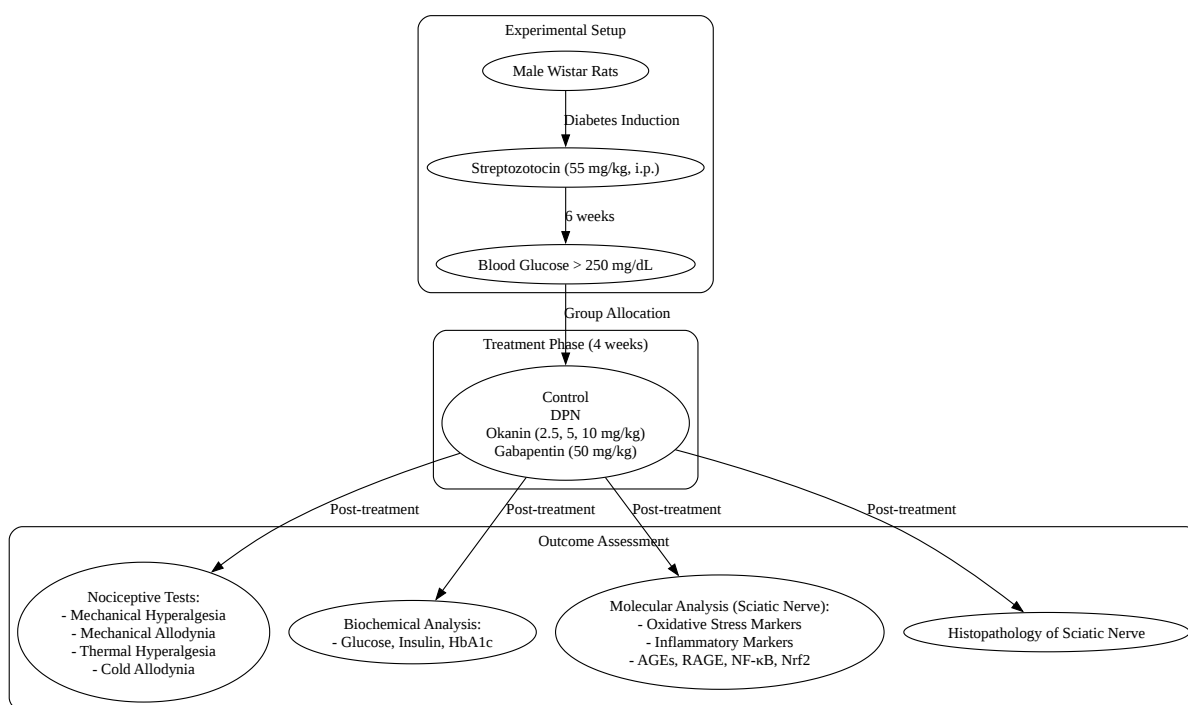 Experimental Setup
Male Wistar Rats
Diabetes Induction
Streptozotocin (55 mg/kg, i.p.)
6 weeks
Blood Glucose > 250 mg/dL
Group Allocation
Treatment Phase (4 weeks)
Control
DPN
Okanin (2.5, 5, 10 mg/kg)
Gabapentin (50 mg/kg)
Post-treatment
Post-treatment
Post-treatment
Post-treatment
Outcome Assessment
Nociceptive Tests:
- Mechanical Hyperalgesia
- Mechanical Allodynia
- Thermal Hyperalgesia
- Cold Allodynia
Biochemical Analysis:
- Glucose, Insulin, HbA1c
Molecular Analysis (Sciatic Nerve):
- Oxidative Stress Markers
- Inflammatory Markers
- AGEs, RAGE, NF-κB, Nrf2
Histopathology of Sciatic Nerve